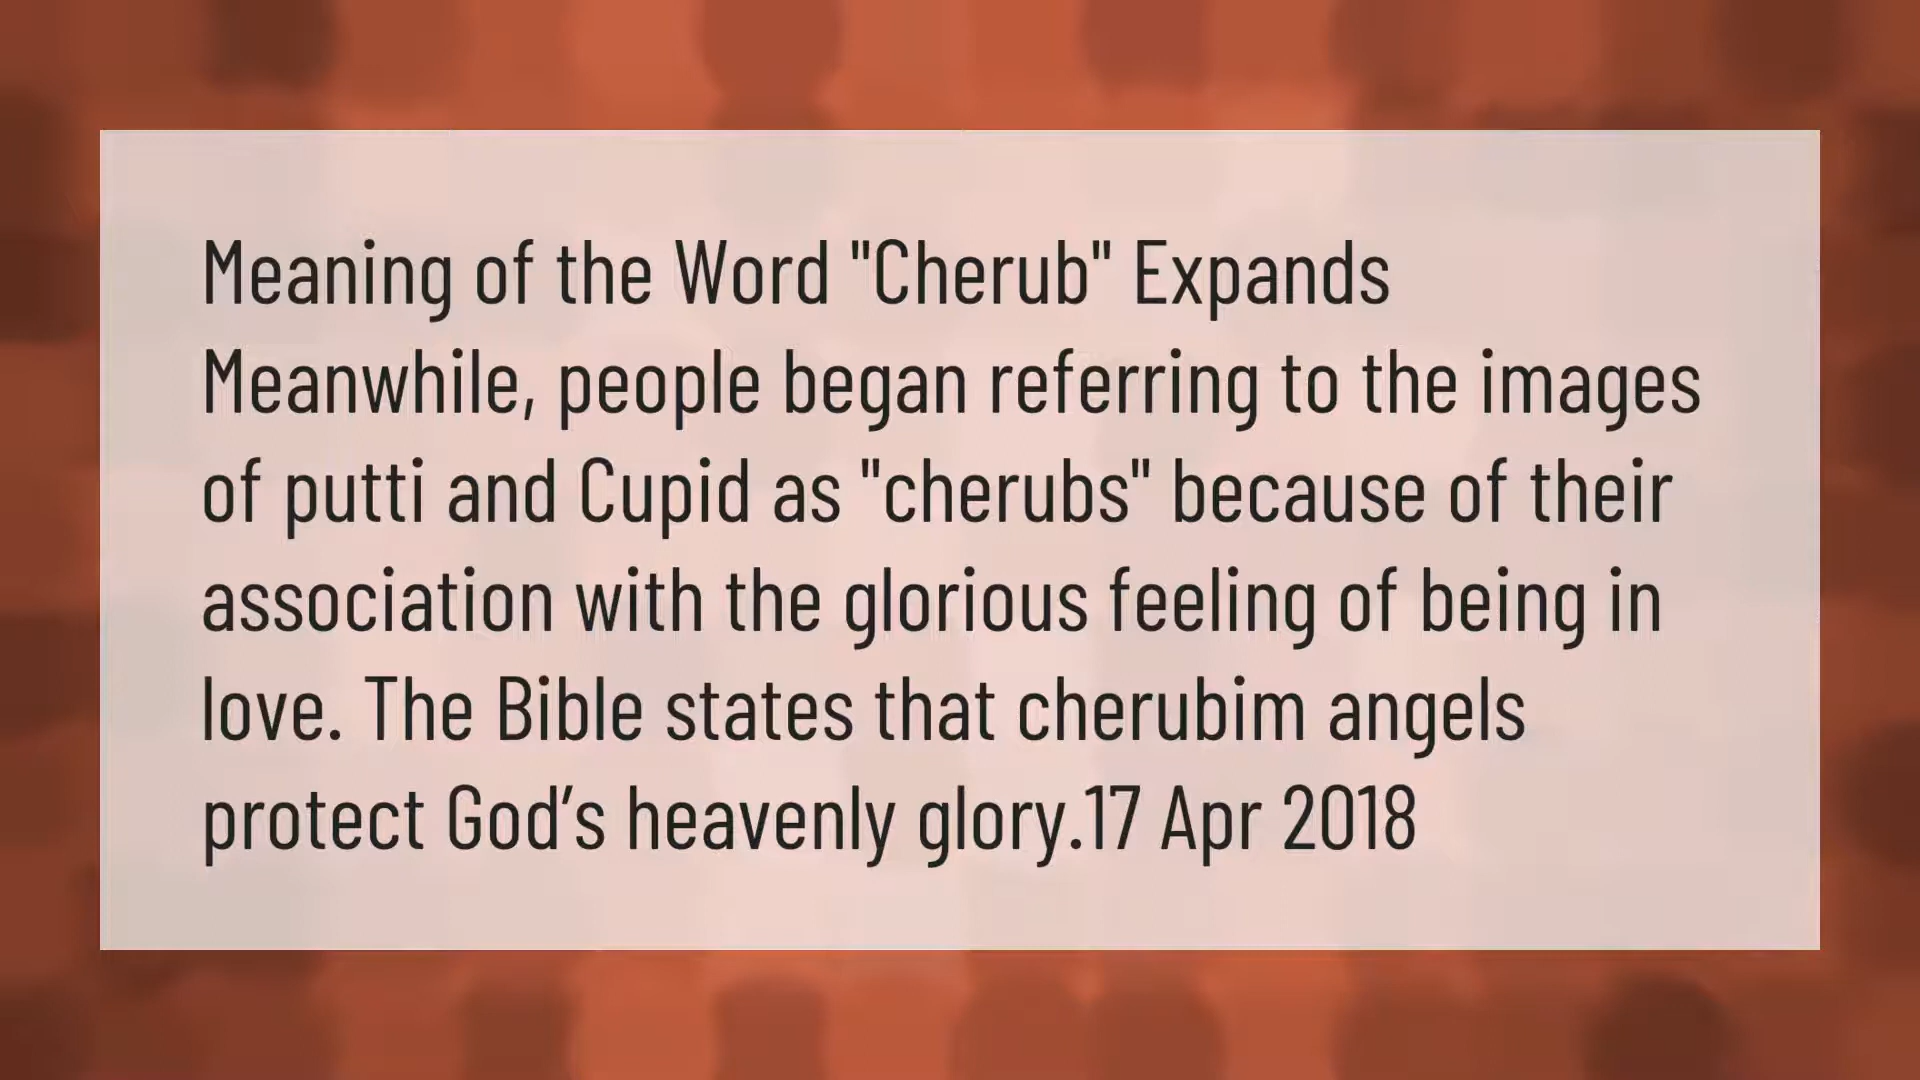 Meaning of the Word "Cherub" Expands
Meanwhile, people began referring to the images
of putti and Cupid as "cherubs" because of their
association with the glorious feeling of being in
love. The Bible states that cherubim angels
protect God’s heavenly glory.17 Apr 2018